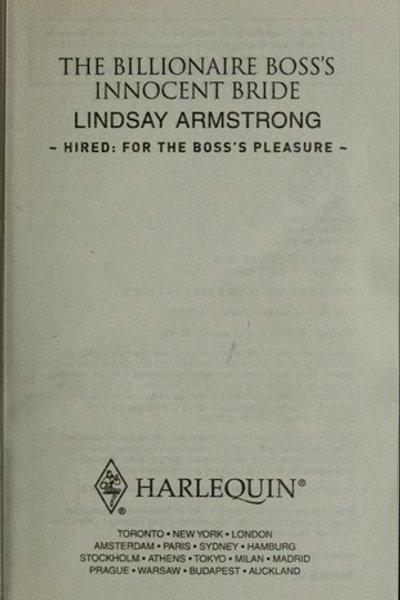 THE BILLIONAIRE BOSS'S
INNOCENT BRIDE
LINDSAY ARMSTRONG
~ HIRED: FOR THE BOSS'S PLEASURE ~
HARLEQUIN®
®
TORONTO • NEW YORK • LONDON
AMSTERDAM • PARIS • SYDNEY • HAMBURG
STOCKHOLM • ATHENS • TOKYO • MILAN • MADRID
PRAGUE • WARSAW • BUDAPEST • AUCKLAND